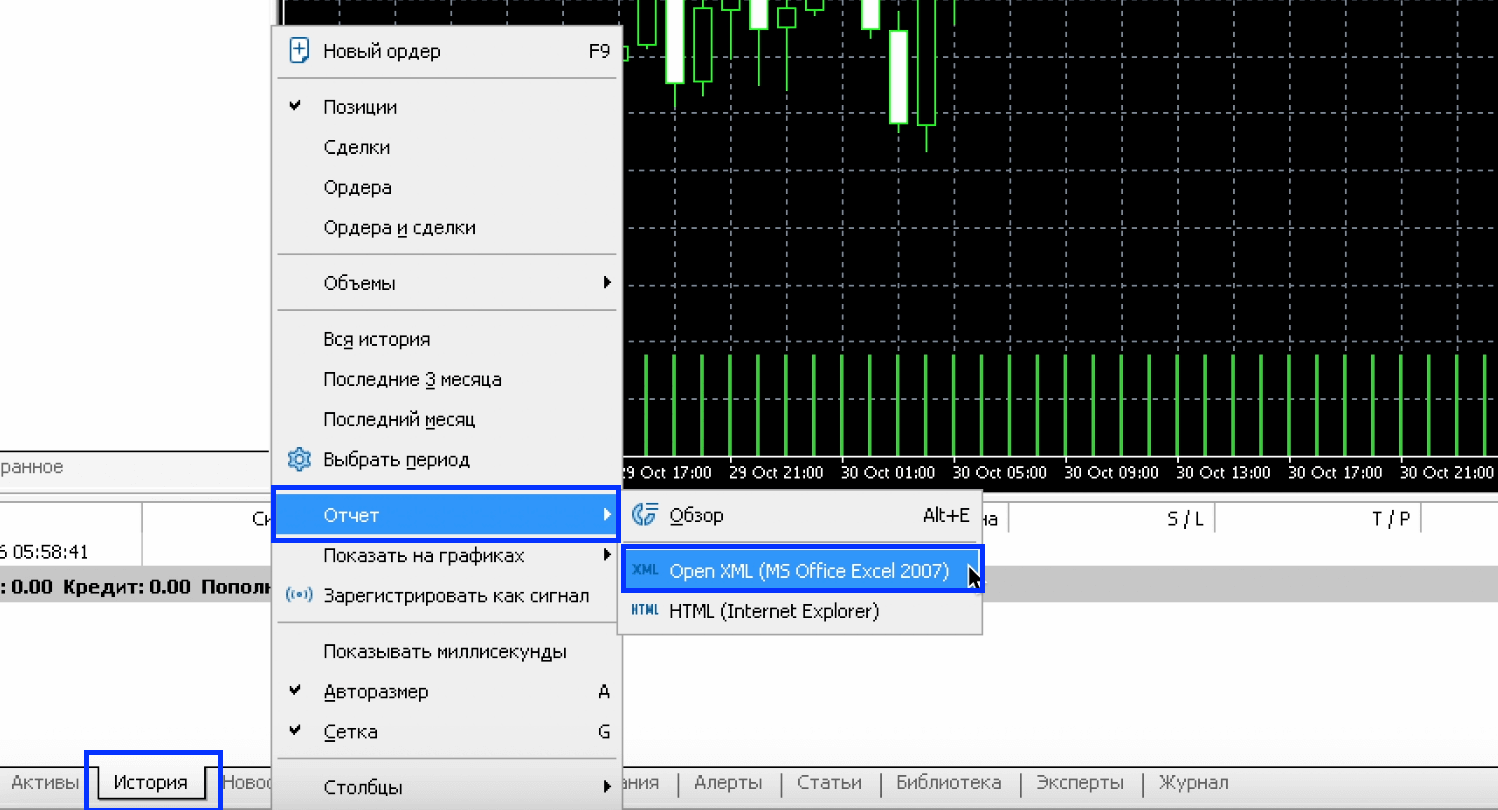 Новый ордер F9
Позиции
Сделки
Ордера
Ордера и сделки
Объемы
Вся история
Последние 3 месяца
Последний месяц
Выбрать период
Отчет
Показать на графиках
Зарегистрировать как сигнал
Показывать миллисекунды
Авторазмер A
Сетка G
Столбцы
Обзор Alt+E
XML Open XML (MS Office Excel 2007)
HTML HTML (Internet Explorer)
29 Oct 17:00 29 Oct 21:00 30 Oct 01:00 30 Oct 05:00 30 Oct 09:00 30 Oct 13:00 30 Oct 17:00 30 Oct 21:00
ранное
Си на S / L T / P
6 05:58:41
: 0.00 Кредит: 0.00 Пополн
Активы История Новос ания Алерты Статьи Библиотека Эксперты Журнал